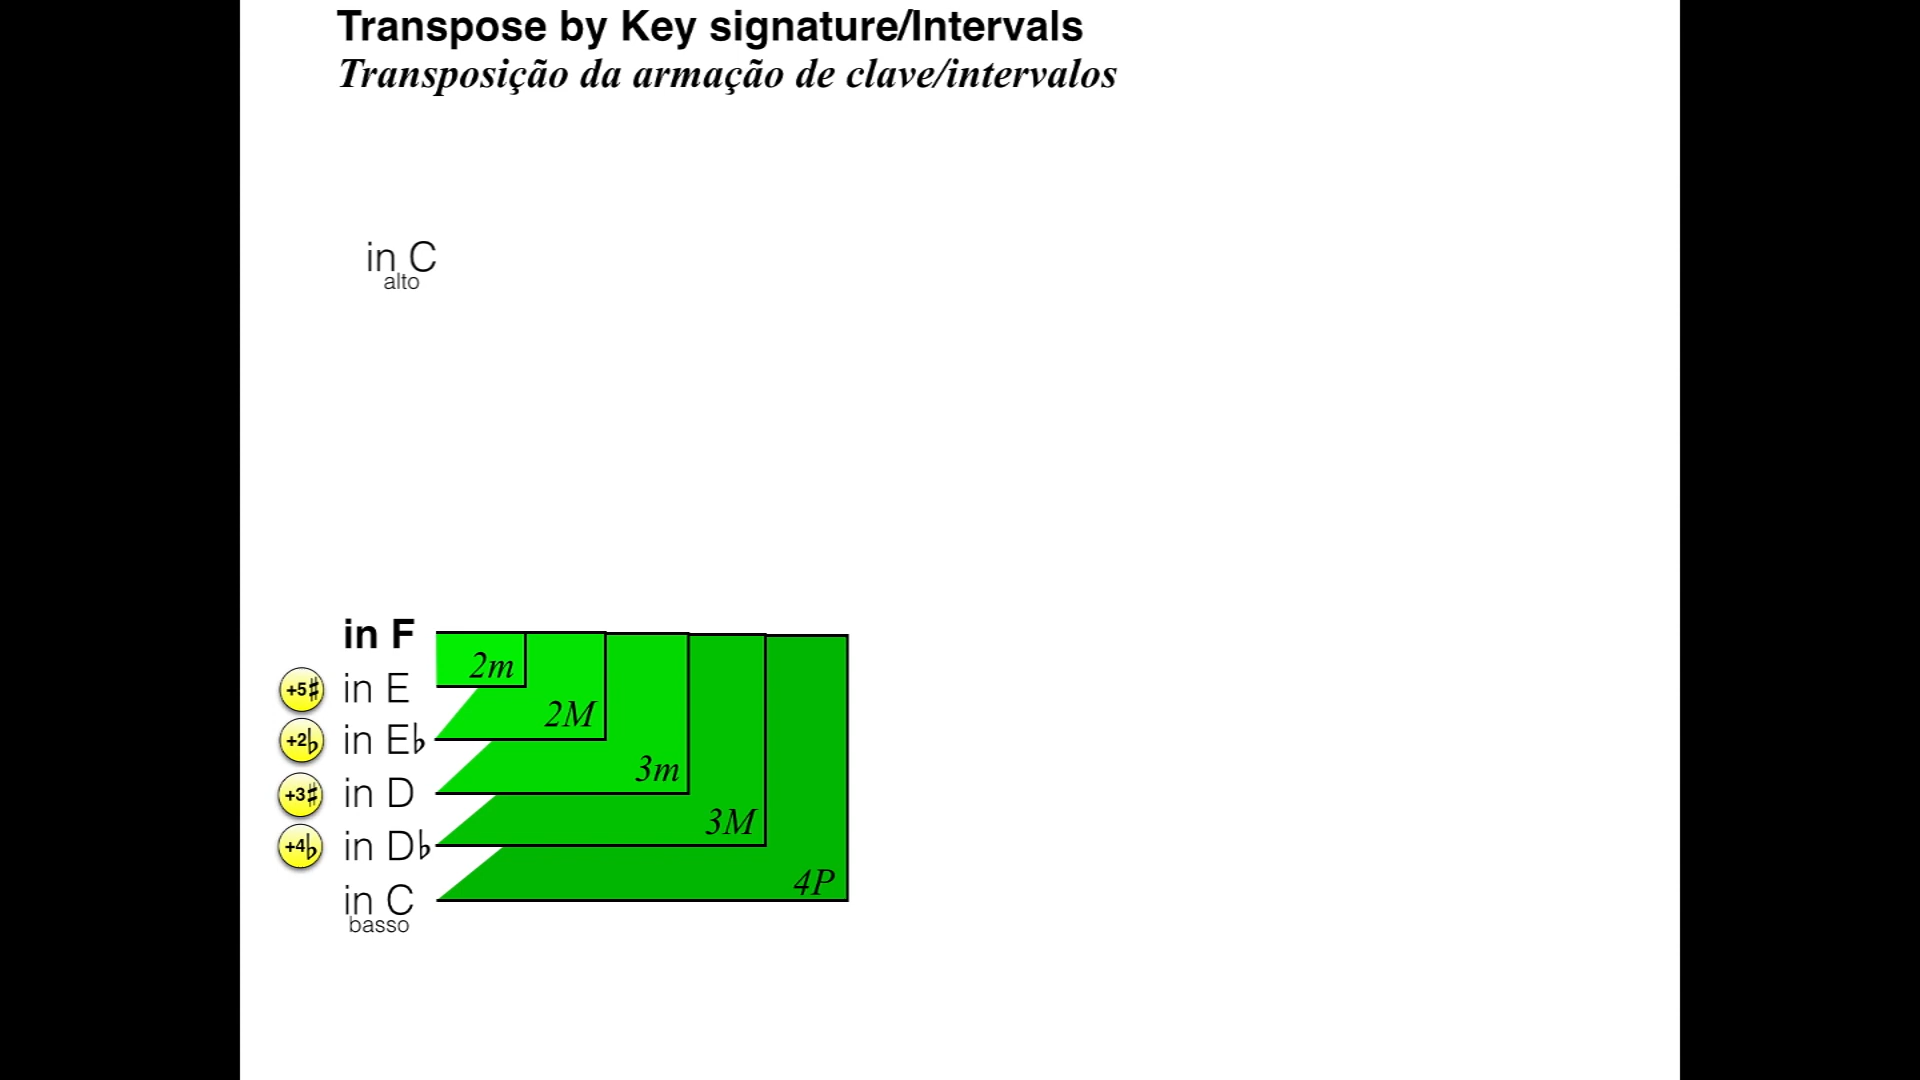 Transpose by Key signature/Intervals
Transposição da armação de clave/intervalos
in C
alto
in F
2m
+5♯ in E
2M
+2♭ in E♭
3m
+3♯ in D
3M
+4♭ in D♭
4P
in C
basso